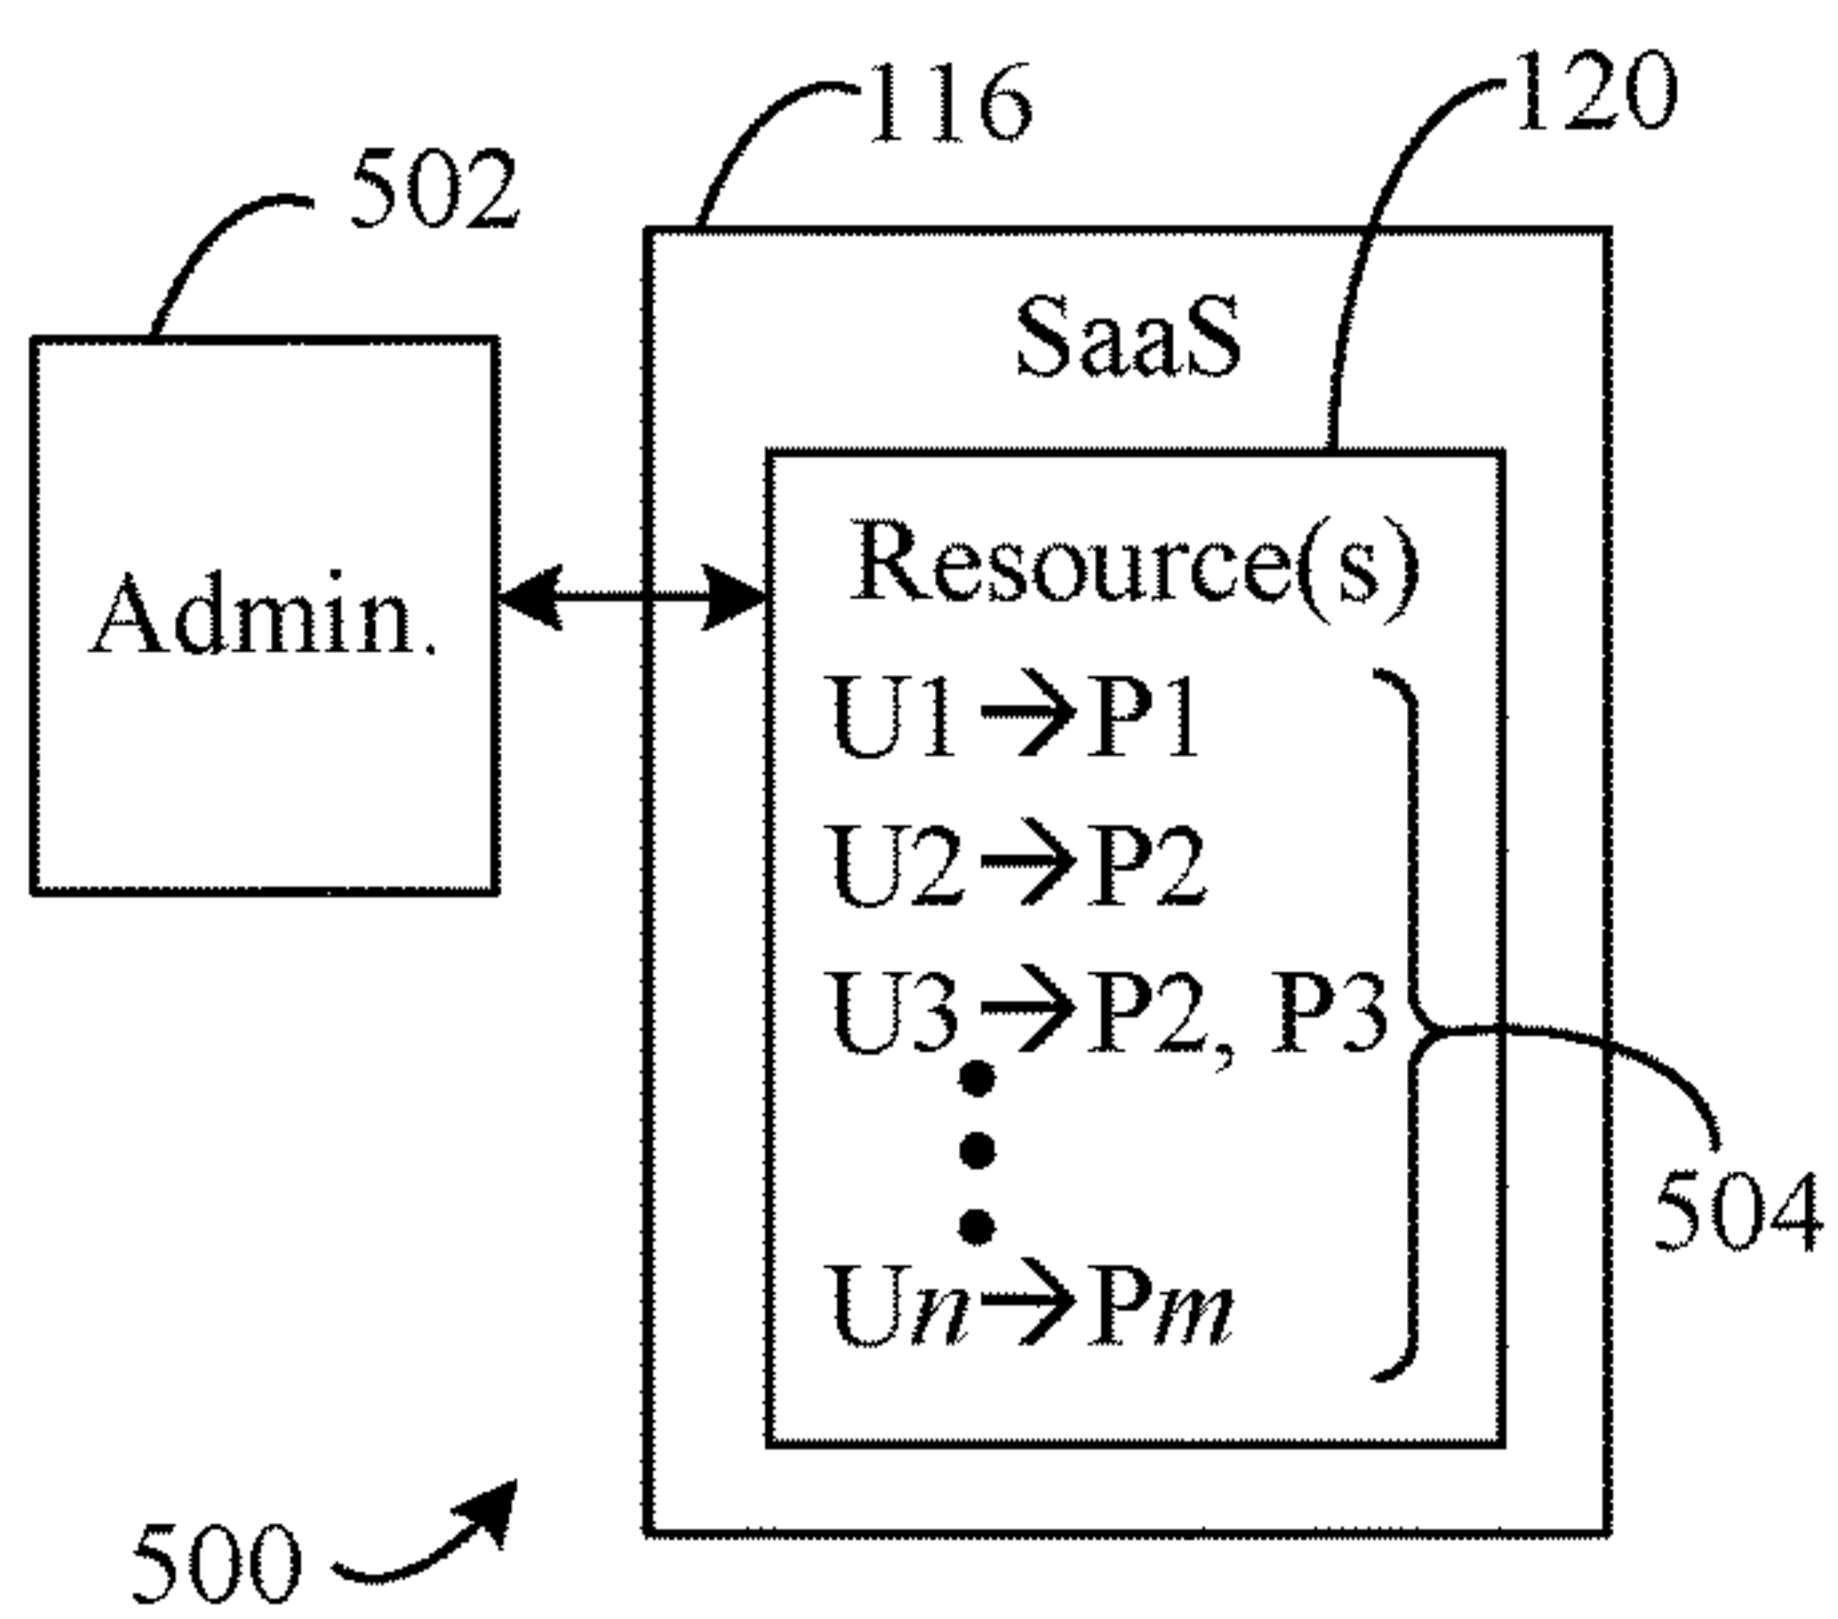 116
120
502
SaaS
Resource(s)
Admin.
U1→P1
U2→P2
U3→P2, P3
504
Un→Pm
500